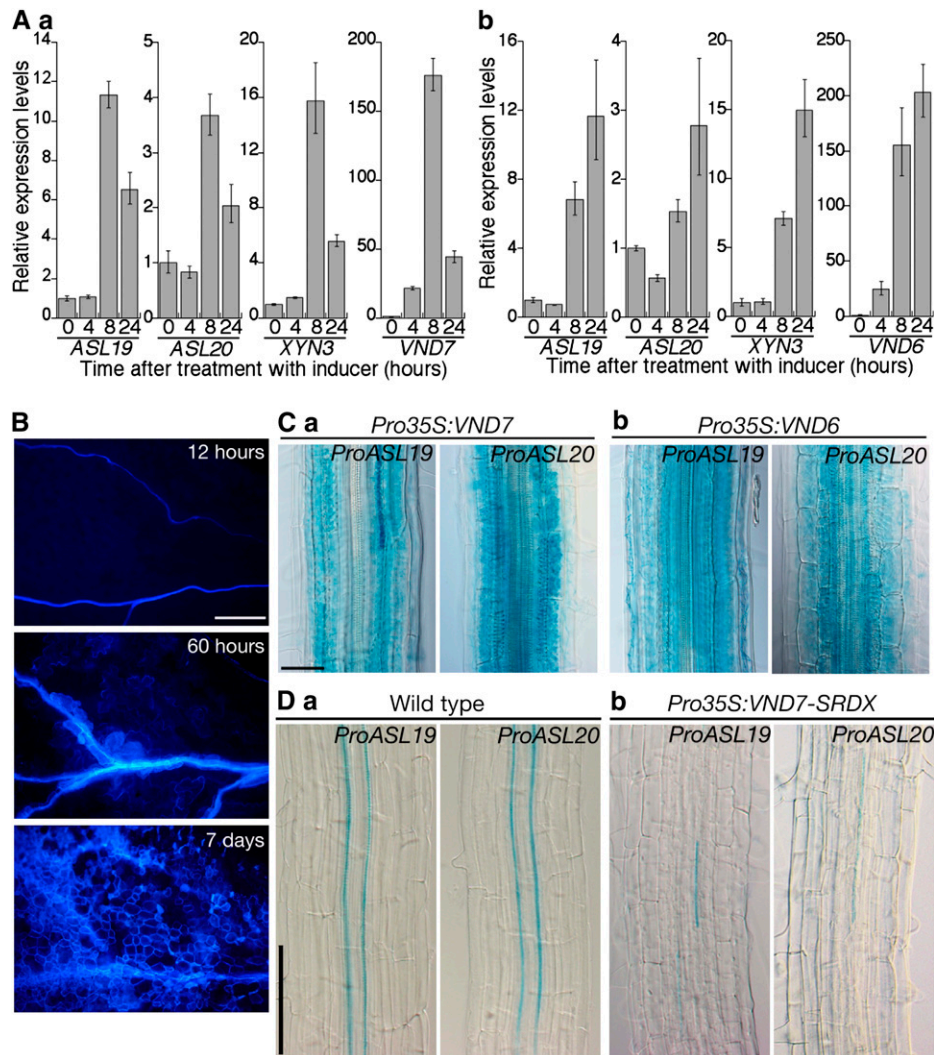 A a
b
Relative expression levels
14
12
10
8
6
4
2
0
5
4
3
2
1
0
20
16
12
8
4
0
200
150
100
50
0
Relative expression levels
16
12
8
4
0
4
3
2
1
0
20
15
10
5
0
250
200
150
100
50
0
0 4 8 24 0 4 8 24 0 4 8 24 0 4 8 24
ASL19 ASL20 XYN3 VND7
Time after treatment with inducer (hours)
0 4 8 24 0 4 8 24 0 4 8 24 0 4 8 24
ASL19 ASL20 XYN3 VND6
Time after treatment with inducer (hours)
B
12 hours
60 hours
7 days
C a
Pro35S:VND7
ProASL19 ProASL20
b
Pro35S:VND6
ProASL19 ProASL20
D a
Wild type
ProASL19 ProASL20
b
Pro35S:VND7-SRDX
ProASL19 ProASL20